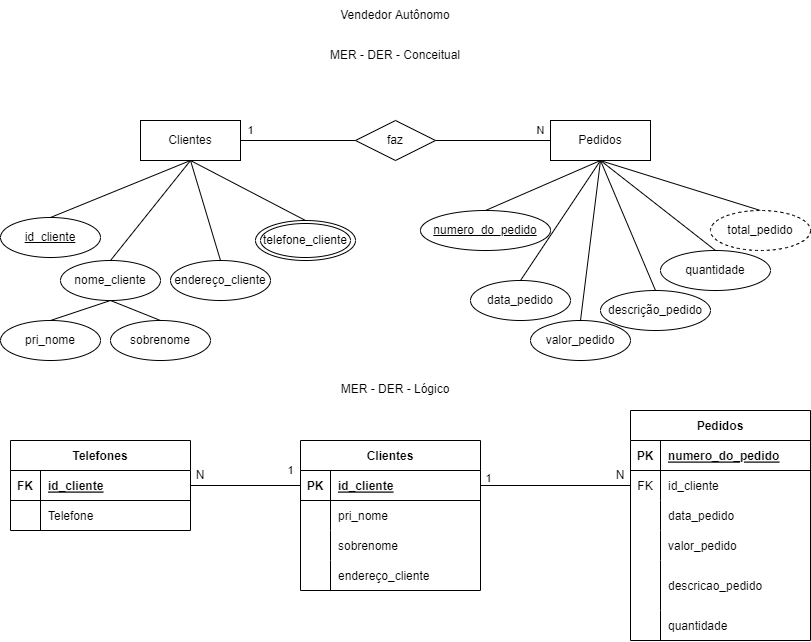 Vendedor Autônomo
MER - DER - Conceitual
Clientes
1
faz
N
Pedidos
id_cliente
telefone_cliente
nome_cliente
endereço_cliente
pri_nome
sobrenome
numero_do_pedido
total_pedido
quantidade
data_pedido
descrição_pedido
valor_pedido
MER - DER - Lógico
Telefones
FK id_cliente
Telefone
N
1
Clientes
PK id_cliente
pri_nome
sobrenome
endereço_cliente
1
N
Pedidos
PK numero_do_pedido
FK id_cliente
data_pedido
valor_pedido
descricao_pedido
quantidade